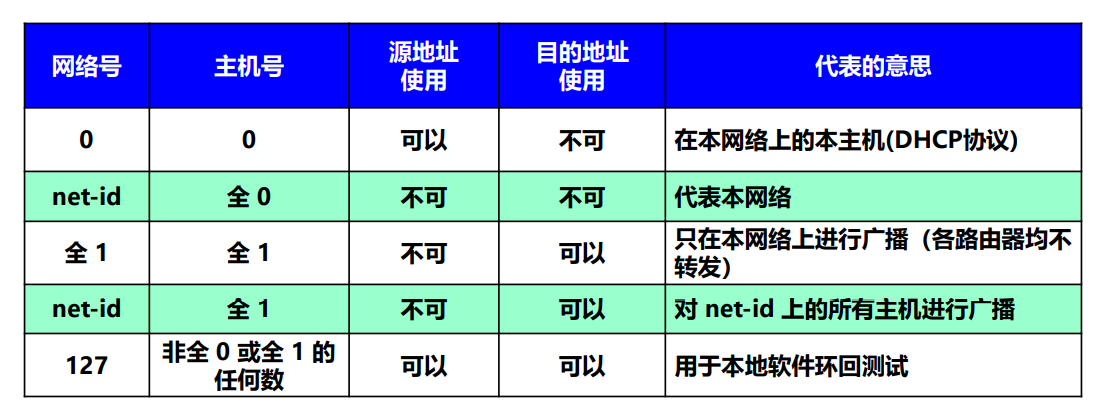 网络号 主机号 源地址使用 目的地址使用 代表的意思
0 0 可以 不可 在本网络上的本主机(DHCP协议)
net-id 全 0 不可 不可 代表本网络
全 1 全 1 不可 可以 只在本网络上进行广播（各路由器均不
转发）
net-id 全 1 不可 可以 对 net-id 上的所有主机进行广播
127 非全 0 或全 1 的
任何数 可以 可以 用于本地软件环回测试